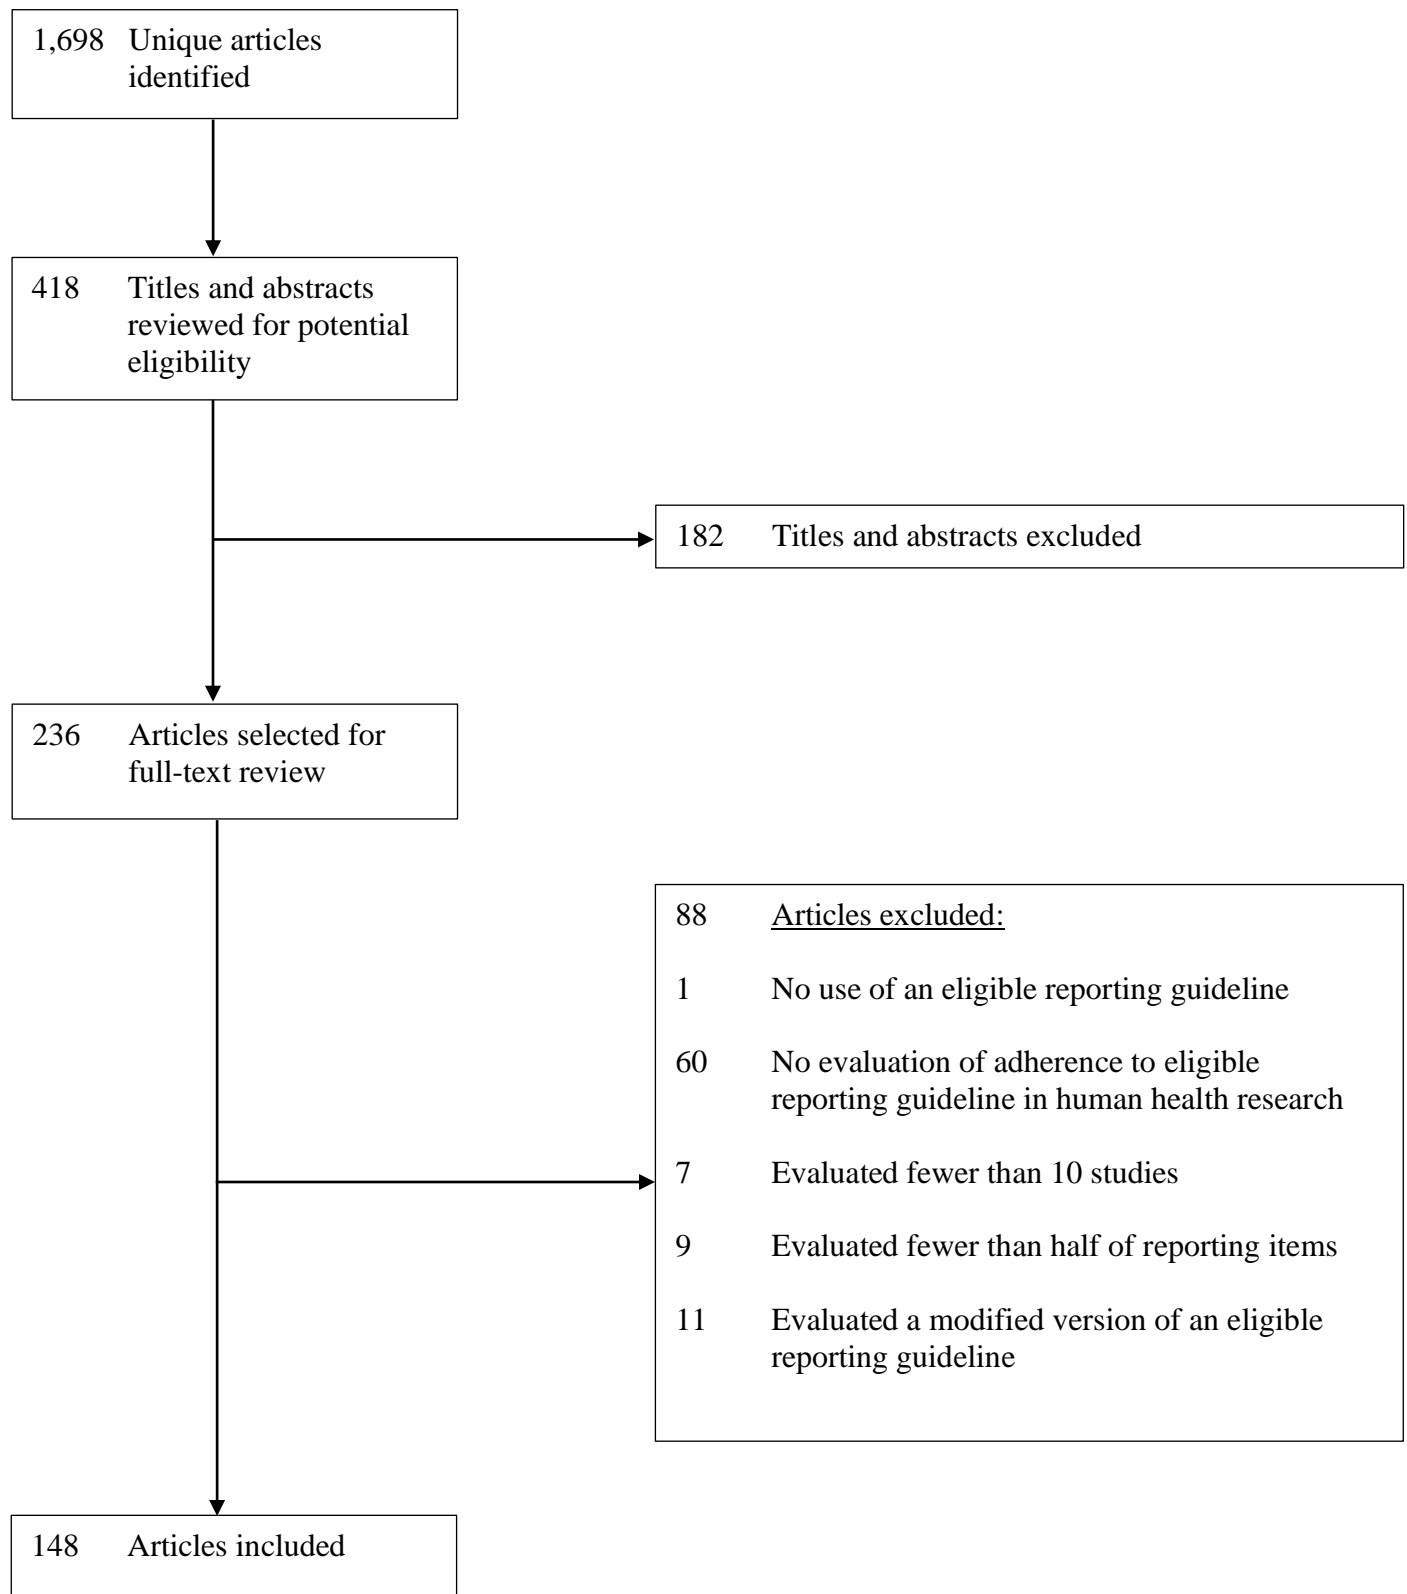 1,698 Unique articles
identified
418 Titles and abstracts
reviewed for potential
eligibility
182 Titles and abstracts excluded
236 Articles selected for
full-text review
88 Articles excluded:
1 No use of an eligible reporting guideline
60 No evaluation of adherence to eligible
reporting guideline in human health research
7 Evaluated fewer than 10 studies
9 Evaluated fewer than half of reporting items
11 Evaluated a modified version of an eligible
reporting guideline
148 Articles included